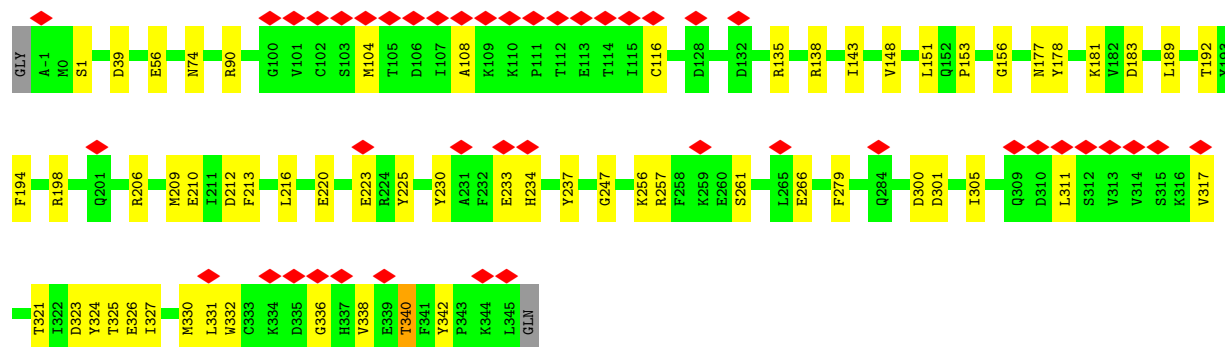 GLY A-1 M0 S1 D39 E56 N74 R90 G100 V101 C102 S103 M104 T105 D106 I107 A108 K109 K110 P111 T112 E113 T114 I115 C116 D128 D132 R135 R138 I143 V148 L151 Q152 P153 G156 N177 Y178 K181 V182 D183 L189 T192 Y193
F194 R198 Q201 R206 M209 E210 I211 D212 F213 L216 E220 E223 R224 Y225 Y230 A231 F232 E233 H234 Y237 G247 K256 R257 F258 K259 E260 S261 L265 E266 F279 Q284 D300 D301 I305 Q309 D310 L311 S312 V313 V314 S315 K316 V317
T321 I322 D323 Y324 T325 E326 I327 M330 L331 W332 C333 K334 D335 G336 H337 V338 E339 T340 F341 Y342 P343 K344 L345 GLN